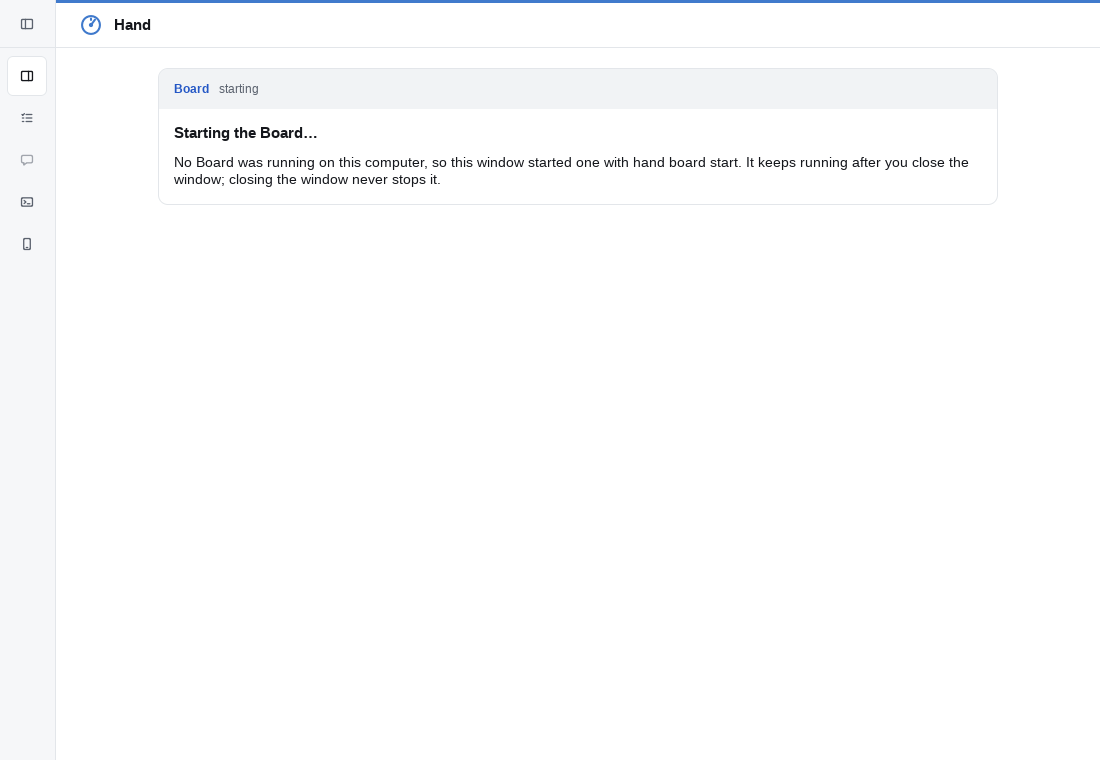 Hand
Board starting
Starting the Board…
No Board was running on this computer, so this window started one with hand board start. It keeps running after you close the
window; closing the window never stops it.